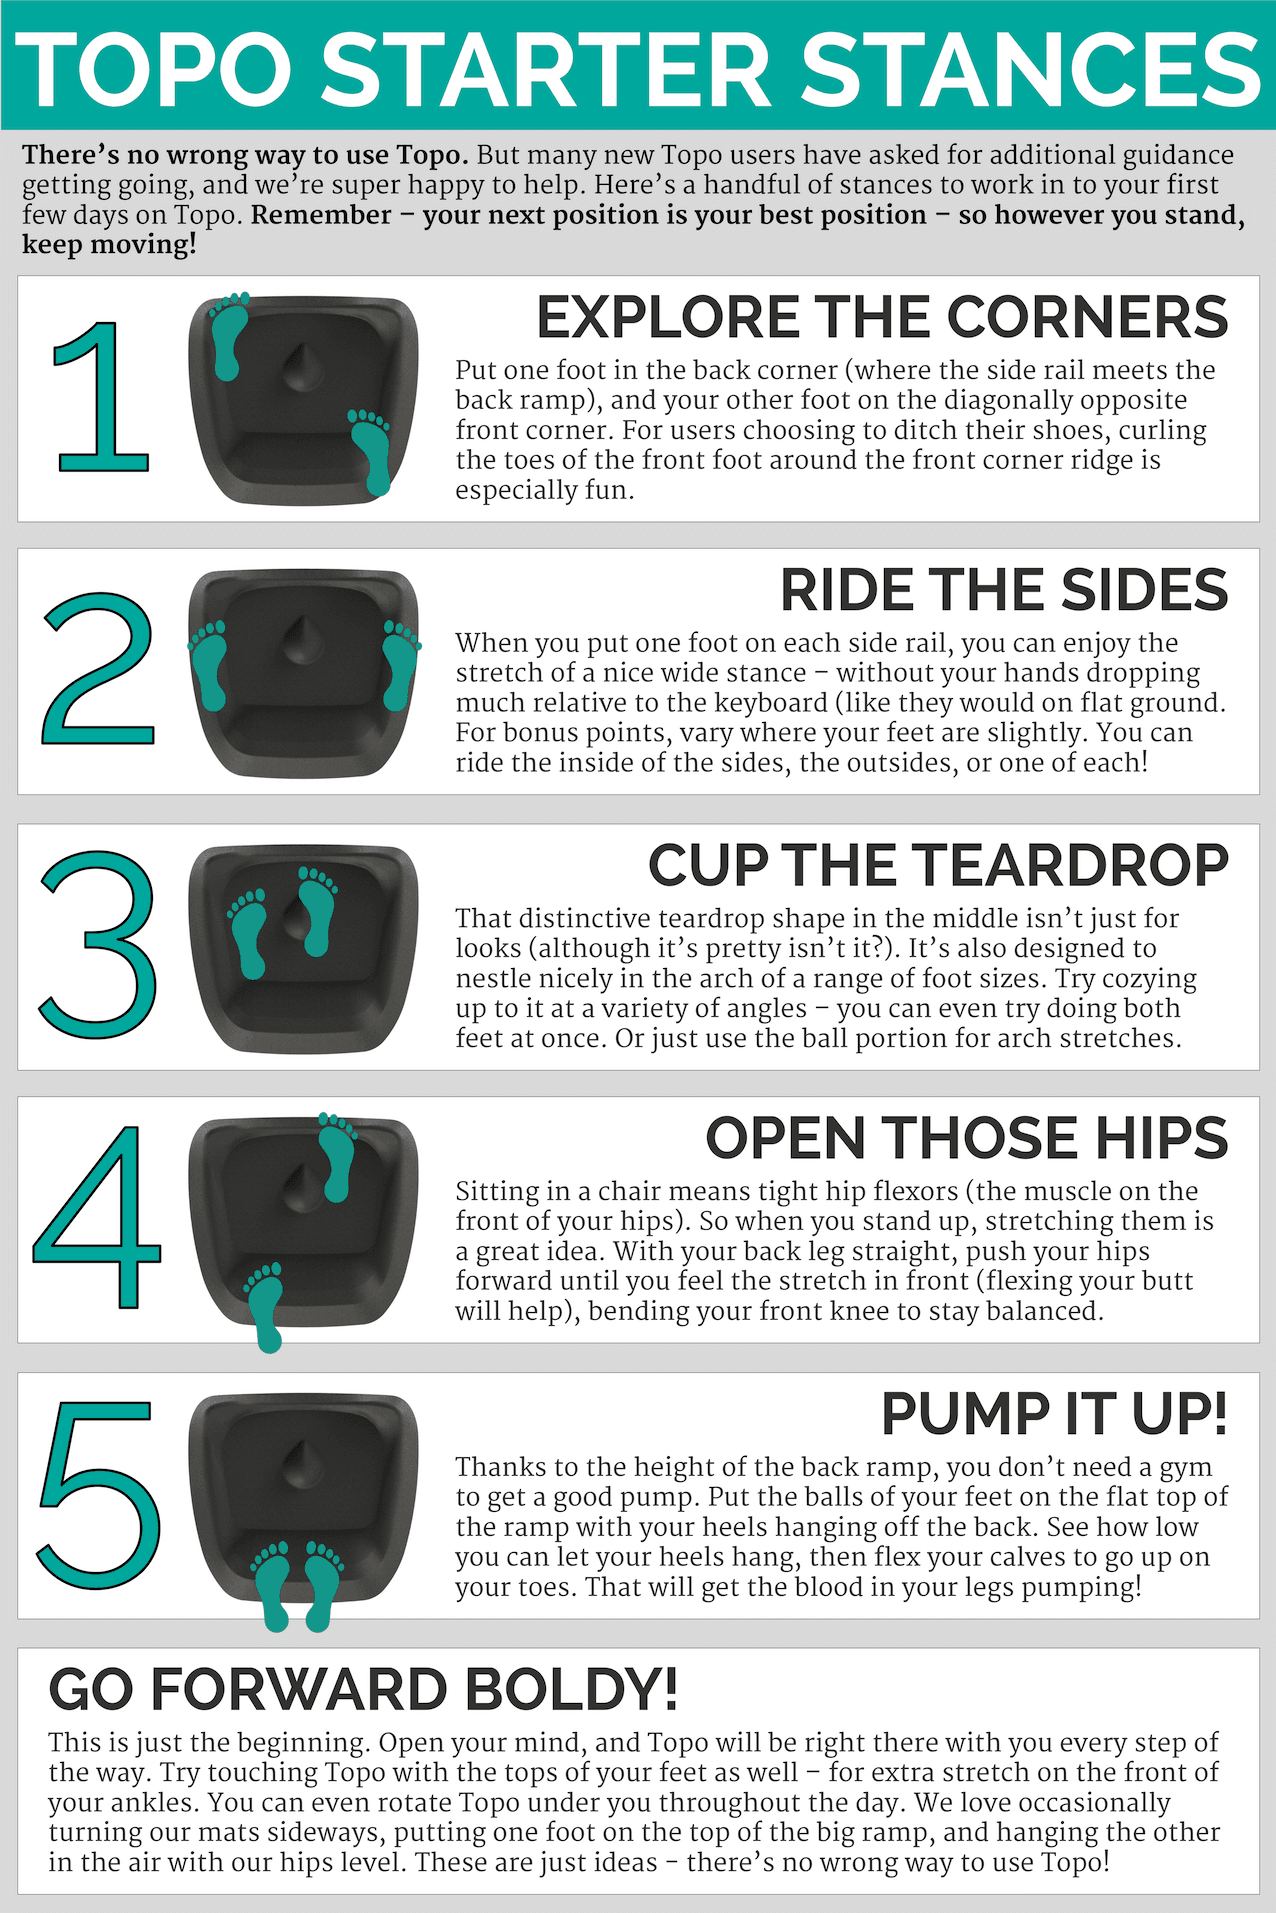 TOPO STARTER STANCES
There’s no wrong way to use Topo. But many new Topo users have asked for additional guidance
getting going, and we’re super happy to help. Here’s a handful of stances to work in to your first
few days on Topo. Remember – your next position is your best position – so however you stand,
keep moving!
1
EXPLORE THE CORNERS
Put one foot in the back corner (where the side rail meets the
back ramp), and your other foot on the diagonally opposite
front corner. For users choosing to ditch their shoes, curling
the toes of the front foot around the front corner ridge is
especially fun.
2
RIDE THE SIDES
When you put one foot on each side rail, you can enjoy the
stretch of a nice wide stance – without your hands dropping
much relative to the keyboard (like they would on flat ground.
For bonus points, vary where your feet are slightly. You can
ride the inside of the sides, the outsides, or one of each!
3
CUP THE TEARDROP
That distinctive teardrop shape in the middle isn’t just for
looks (although it’s pretty isn’t it?). It’s also designed to
nestle nicely in the arch of a range of foot sizes. Try cozying
up to it at a variety of angles – you can even try doing both
feet at once. Or just use the ball portion for arch stretches.
4
OPEN THOSE HIPS
Sitting in a chair means tight hip flexors (the muscle on the
front of your hips). So when you stand up, stretching them is
a great idea. With your back leg straight, push your hips
forward until you feel the stretch in front (flexing your butt
will help), bending your front knee to stay balanced.
5
PUMP IT UP!
Thanks to the height of the back ramp, you don’t need a gym
to get a good pump. Put the balls of your feet on the flat top of
the ramp with your heels hanging off the back. See how low
you can let your heels hang, then flex your calves to go up on
your toes. That will get the blood in your legs pumping!
GO FORWARD BOLDY!
This is just the beginning. Open your mind, and Topo will be right there with you every step of
the way. Try touching Topo with the tops of your feet as well – for extra stretch on the front of
your ankles. You can even rotate Topo under you throughout the day. We love occasionally
turning our mats sideways, putting one foot on the top of the big ramp, and hanging the other
in the air with our hips level. These are just ideas - there’s no wrong way to use Topo!